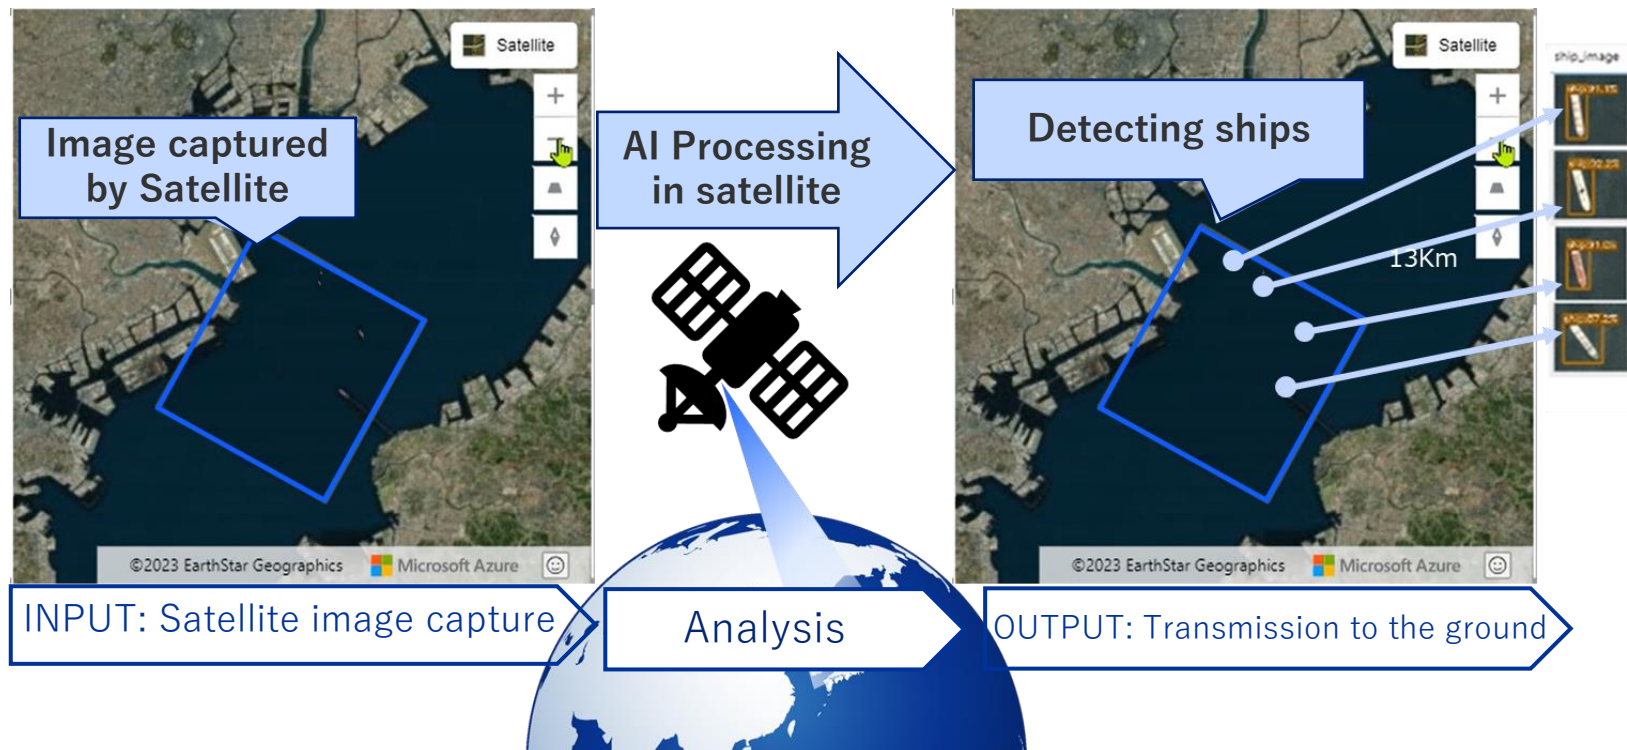 Satellite
Image captured
by Satellite
©2023 EarthStar Geographics
Microsoft Azure
INPUT: Satellite image capture
AI Processing
in satellite
Analysis
Satellite
Detecting ships
13Km
©2023 EarthStar Geographics
Microsoft Azure
OUTPUT: Transmission to the ground
ship_image